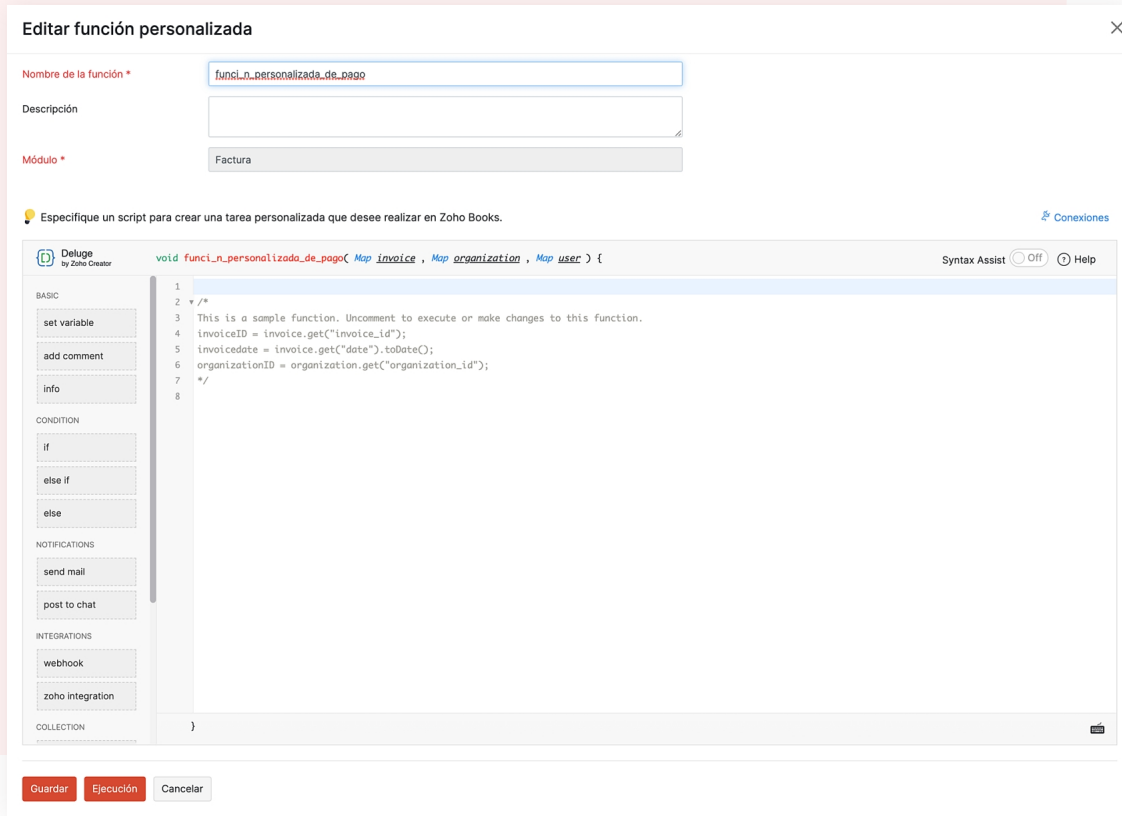 Editar función personalizada
Nombre de la función *
funci_n_personalizada_de_pago
Descripción
Módulo *
Factura
Especifique un script para crear una tarea personalizada que desee realizar en Zoho Books.
Conexiones
Deluge
by Zoho Creator
void funci_n_personalizada_de_pago( Map invoice , Map organization , Map user ) {
Syntax Assist Off
? Help
BASIC
set variable
add comment
info
CONDITION
if
else if
else
NOTIFICATIONS
send mail
post to chat
INTEGRATIONS
webhook
zoho integration
COLLECTION
1
2 /*
3 This is a sample function. Uncomment to execute or make changes to this function.
4 invoiceID = invoice.get("invoice_id");
5 invoicedate = invoice.get("date").toDate();
6 organizationID = organization.get("organization_id");
7 */
8
}
Guardar
Ejecución
Cancelar